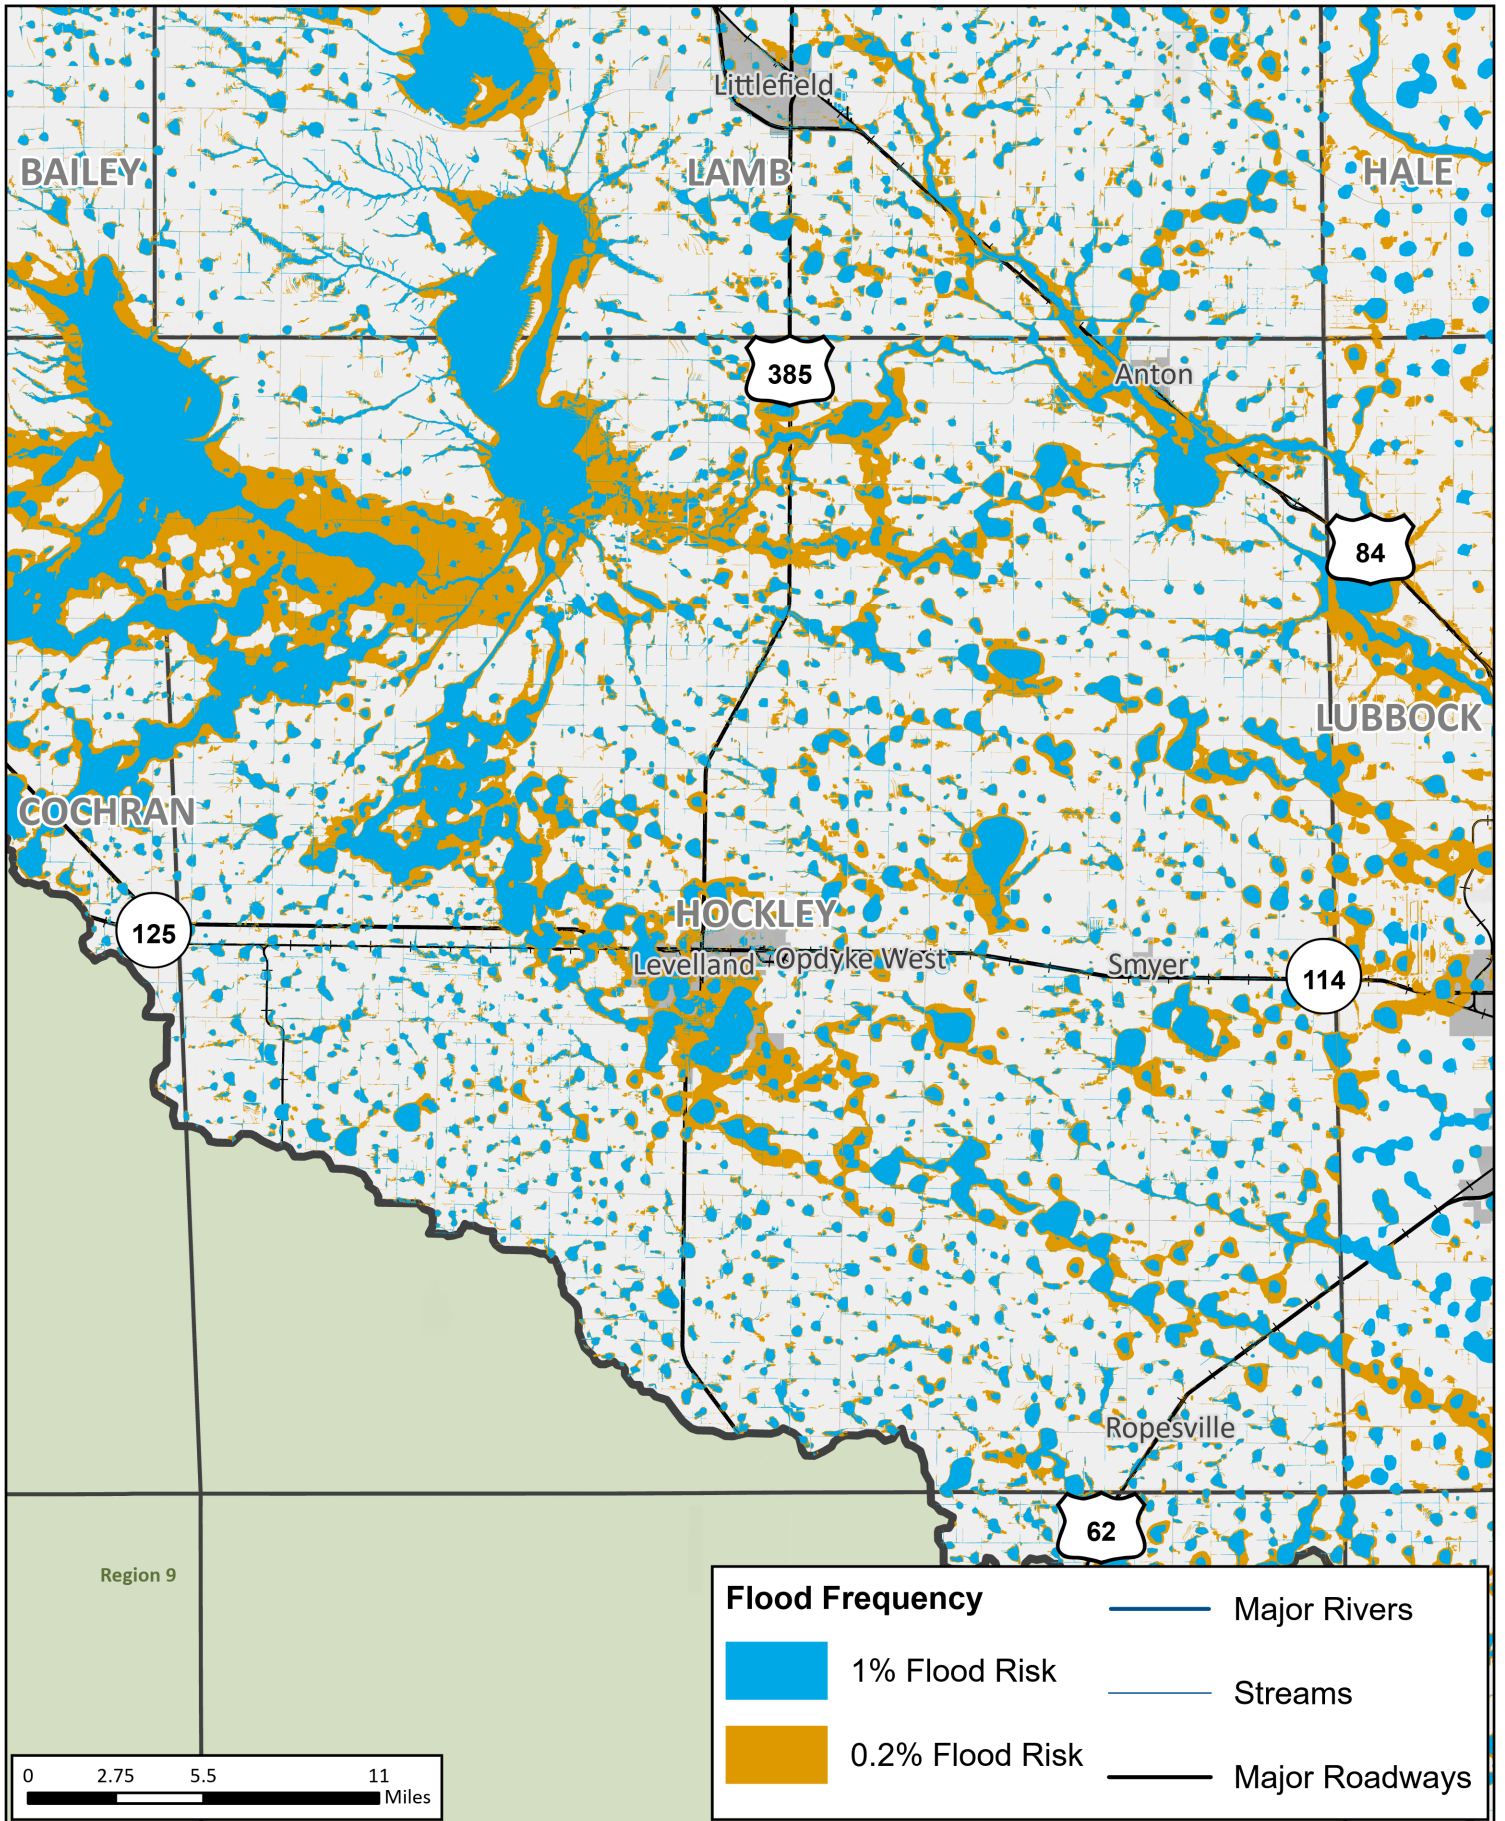 Littlefield
BAILEY
LAMB
HALE
385
Anton
84
LUBBOCK
COCHRAN
HOCKLEY
125
Levelland
Opdyke West
Smyer
114
Ropesville
62
Region 9
Flood Frequency
1% Flood Risk
0.2% Flood Risk
Major Rivers
Streams
Major Roadways
0 2.75 5.5 11
Miles